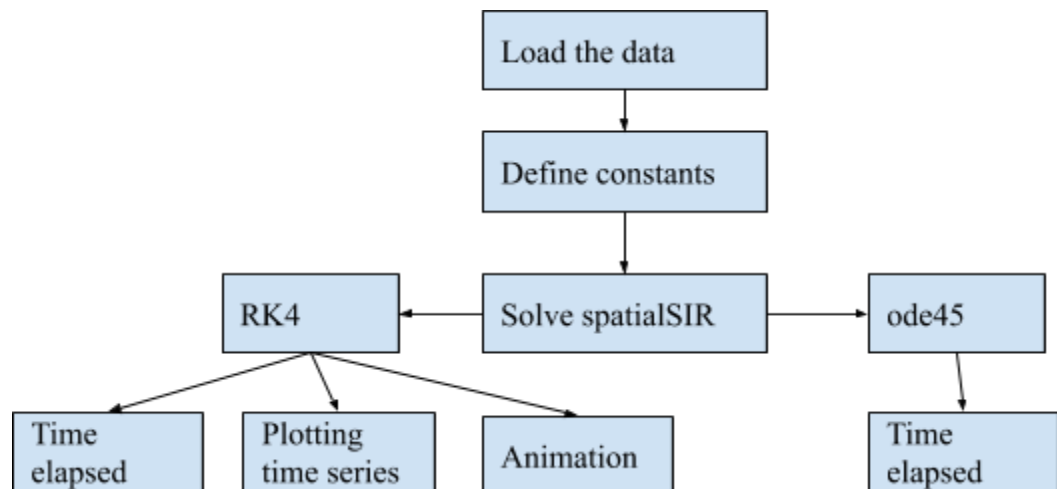 Load the data
Define constants
RK4
Solve spatialSIR
ode45
Time
elapsed
Plotting
time series
Animation
Time
elapsed